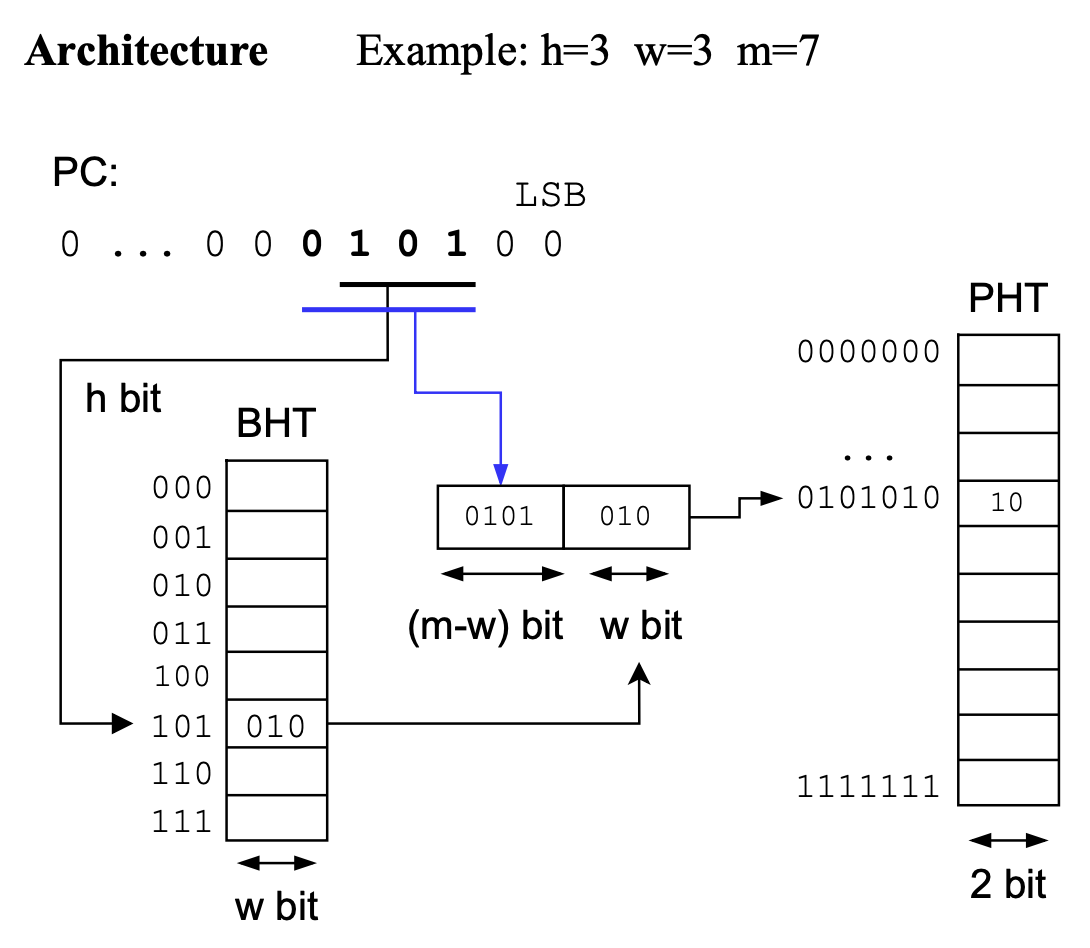 Architecture Example: h=3 w=3 m=7
PC:
LSB
0 ... 0 0 0 1 0 1 0 0
PHT
0000000
h bit
BHT
...
000
0101 010
0101010 10
001
010
(m-w) bit w bit
011
100
101 010
110
1111111
111
2 bit
w bit